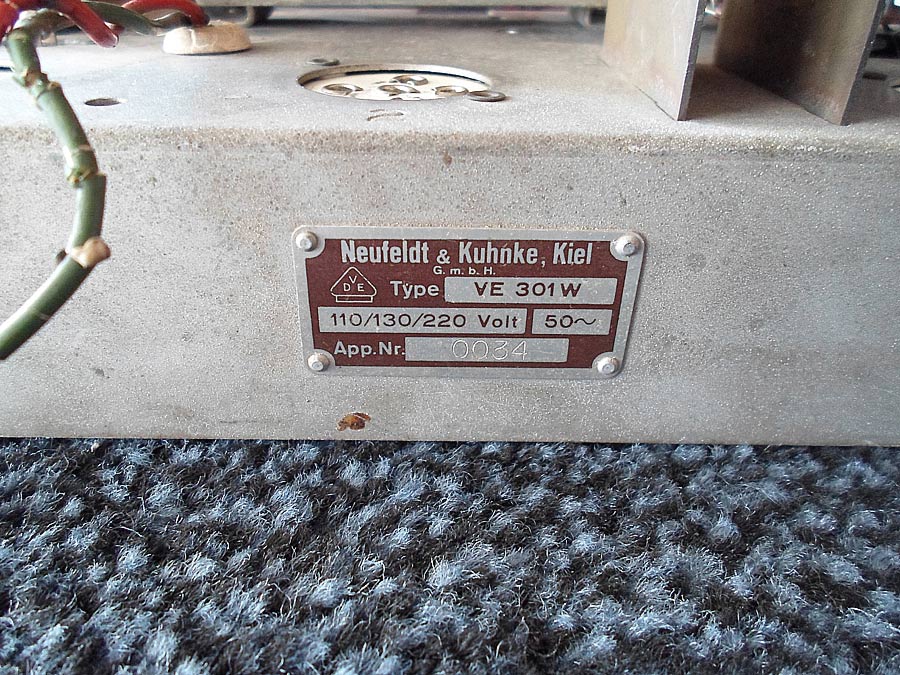 Neufeldt & Kuhnke, Kiel
G. m. b. H.
VDE
Type VE 301W
110/130/220 Volt 50~
App.Nr. 0034